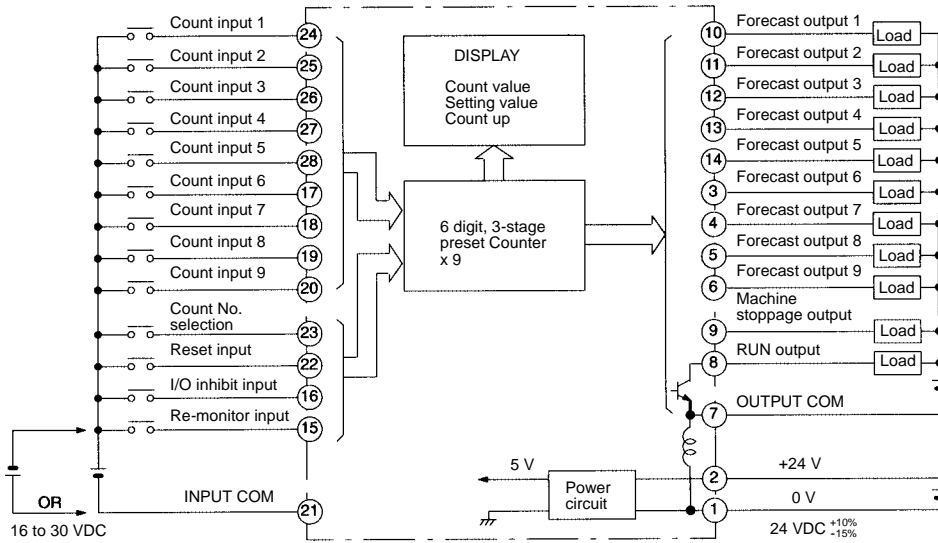 Count input 1
24
Count input 2
25
Count input 3
26
Count input 4
27
Count input 5
28
Count input 6
17
Count input 7
18
Count input 8
19
Count input 9
20
Count No.
selection
23
Reset input
22
I/O inhibit input
16
Re-monitor input
15
OR
16 to 30 VDC
INPUT COM
21
DISPLAY
Count value
Setting value
Count up
6 digit, 3-stage
preset Counter
x 9
5 V
Power
circuit
10
Forecast output 1
Load
11
Forecast output 2
Load
12
Forecast output 3
Load
13
Forecast output 4
Load
14
Forecast output 5
Load
3
Forecast output 6
Load
4
Forecast output 7
Load
5
Forecast output 8
Load
6
Forecast output 9
Load
Machine
stoppage output
9
Load
8
RUN output
Load
7
OUTPUT COM
2
+24 V
1
0 V
24 VDC +10%
-15%